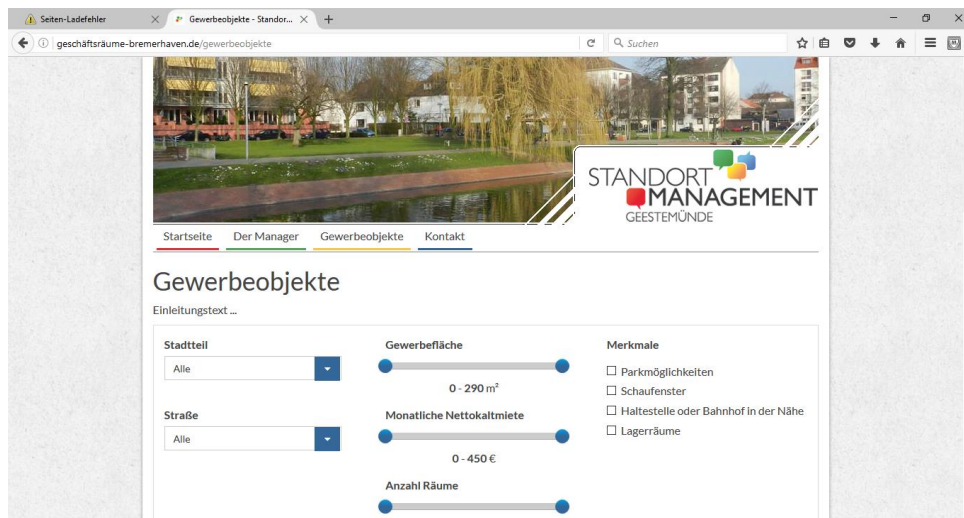 Seiten-Ladefehler
Gewerbeobjekte - Standor...
geschäftsräume-bremerhaven.de/gewerbeobjekte
Suchen
STANDORT
MANAGEMENT
GEESTEMÜNDE
Startseite Der Manager Gewerbeobjekte Kontakt
Gewerbeobjekte
Einleitungstext ...
Stadtteil Gewerbefläche Merkmale
Alle
0 - 290 m²
Parkmöglichkeiten
Schaufenster
Haltestelle oder Bahnhof in der Nähe
Lagerräume
Straße Monatliche Nettokaltmiete
Alle
0 - 450 €
Anzahl Räume